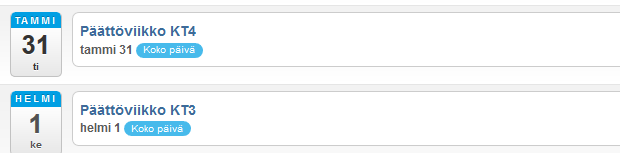 TAMMI
31
ti
Päättöviikko KT4
tammi 31 Koko päivä
HELMI
1
ke
Päättöviikko KT3
helmi 1 Koko päivä